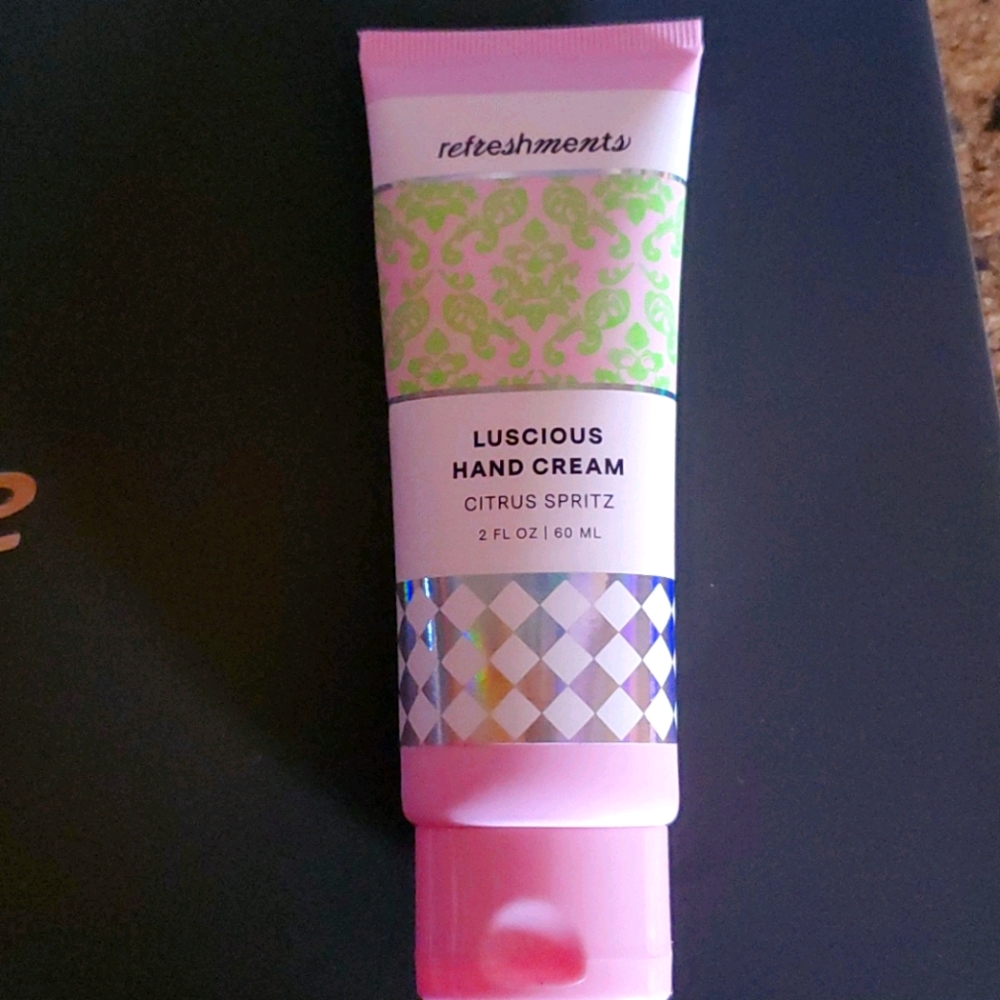 refreshments
LUSCIOUS
HAND CREAM
CITRUS SPRITZ
2 FL OZ | 60 ML